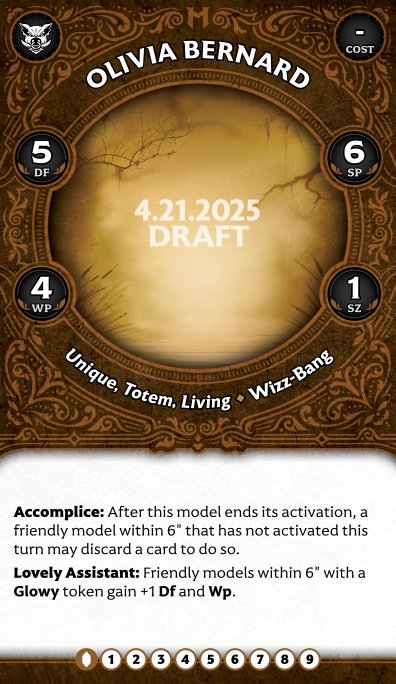 M
-
COST
OLIVIA BERNARD
5
DF
6
SP
4.21.2025
DRAFT
4
WP
1
SZ
Unique, Totem, Living ◆ Wizz-Bang
Accomplice: After this model ends its activation, a
friendly model within 6" that has not activated this
turn may discard a card to do so.
Lovely Assistant: Friendly models within 6" with a
Glowy token gain +1 Df and Wp.
1 2 3 4 5 6 7 8 9